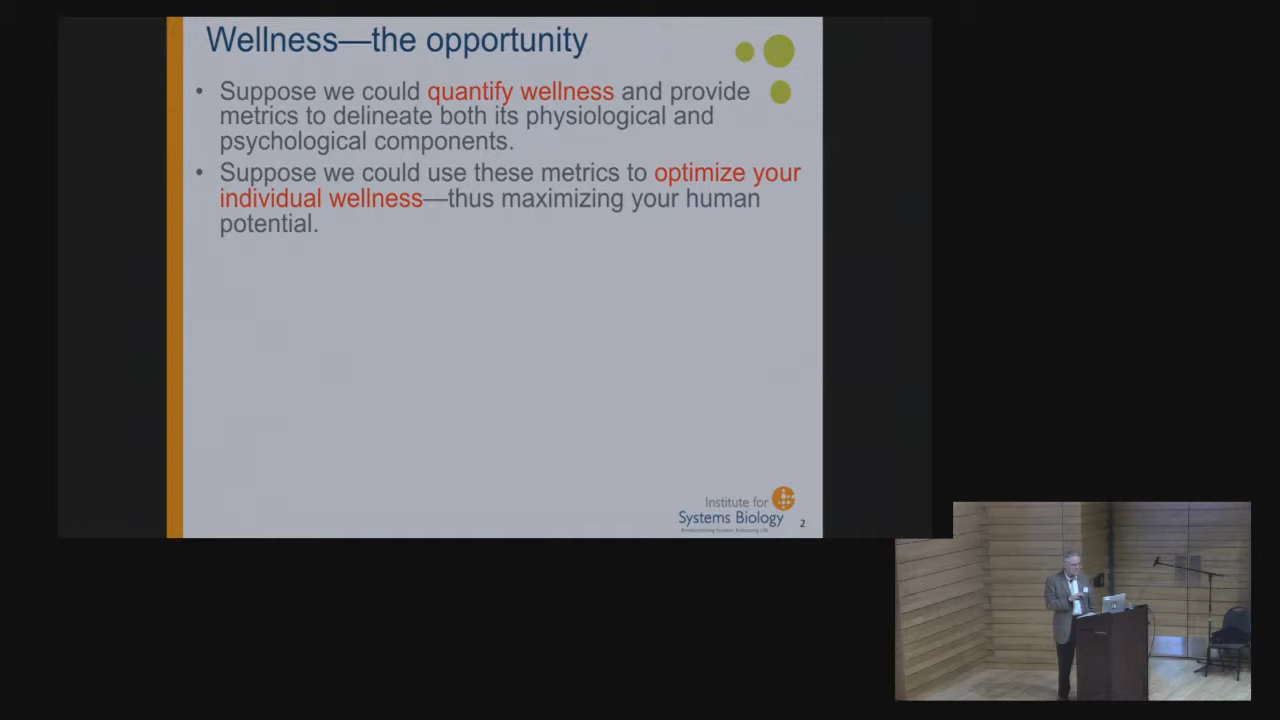 Wellness—the opportunity
• Suppose we could quantify wellness and provide
metrics to delineate both its physiological and
psychological components.
• Suppose we could use these metrics to optimize your
individual wellness—thus maximizing your human
potential.
Institute for
Systems Biology
2